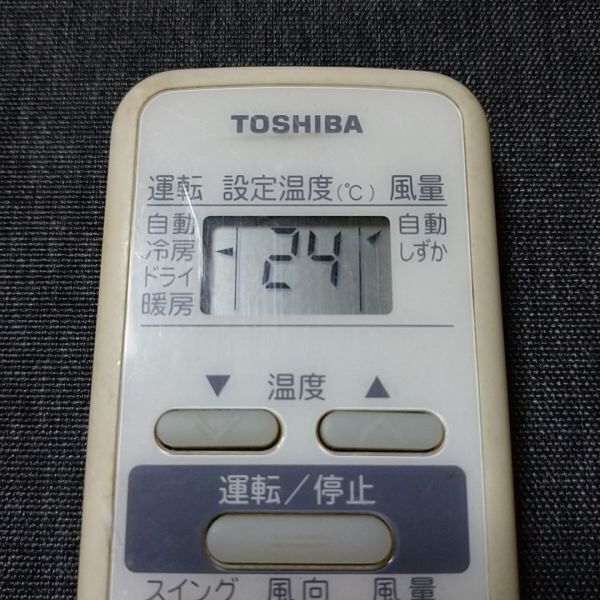 TOSHIBA
運転 設定温度(℃) 風量
自動
冷房
ドライ
暖房
24
自動
しずか
▼ 温度 ▲
運転/停止
スイング 風向 風量